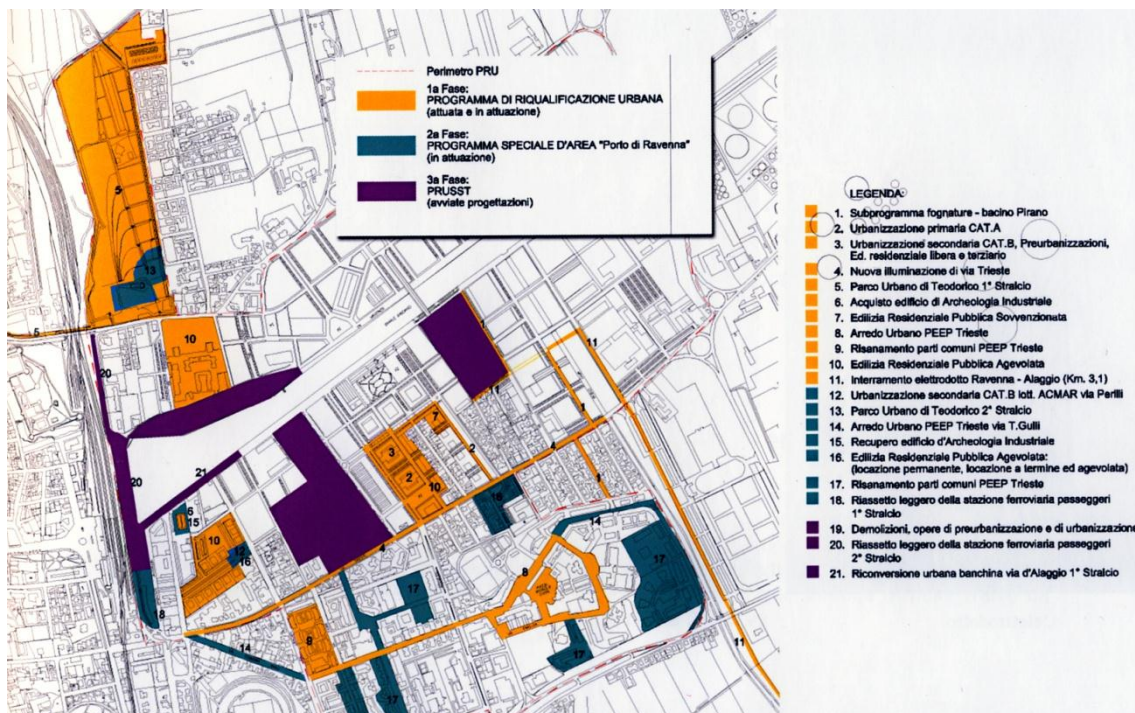 Perimetro PRU
1a Fase:
PROGRAMMA DI RIQUALIFICAZIONE URBANA
(attuata e in attuazione)
2a Fase:
PROGRAMMA SPECIALE D'AREA "Porto di Ravenna"
(in attuazione)
3a Fase:
PRUSST
(avviate progettazioni)
LEGENDA:
1. Subprogramma fognature - bacino Pirano
2. Urbanizzazione primaria CAT.A
3. Urbanizzazione secondaria CAT.B, Preurbanizzazioni,
Ed. residenziale libera e terziario
4. Nuova illuminazione di via Trieste
5. Parco Urbano di Teodorico 1° Stralcio
6. Acquisto edificio di Archeologia Industriale
7. Edilizia Residenziale Pubblica Sovvenzionata
8. Arredo Urbano PEEP Trieste
9. Risanamento parti comuni PEEP Trieste
10. Edilizia Residenziale Pubblica Agevolata
11. Interramento elettrodotto Ravenna - Alaggio (Km. 3,1)
12. Urbanizzazione secondaria CAT.B lott. ACMAR via Perilli
13. Parco Urbano di Teodorico 2° Stralcio
14. Arredo Urbano PEEP Trieste via T.Gulli
15. Recupero edificio d'Archeologia Industriale
16. Edilizia Residenziale Pubblica Agevolata:
(locazione permanente, locazione a termine ed agevolata)
17. Risanamento parti comuni PEEP Trieste
18. Riassetto leggero della stazione ferroviaria passeggeri
1° Stralcio
19. Demolizioni, opere di preurbanizzazione e di urbanizzazione
20. Riassetto leggero della stazione ferroviaria passeggeri
2° Stralcio
21. Riconversione urbana banchina via d'Alaggio 1° Stralcio
5
13
5
10
20
20
21
6
15
10
12
16
18
14
4
9
3
2
10
7
2
4
11
11
16
14
8
17
17
17
17
11